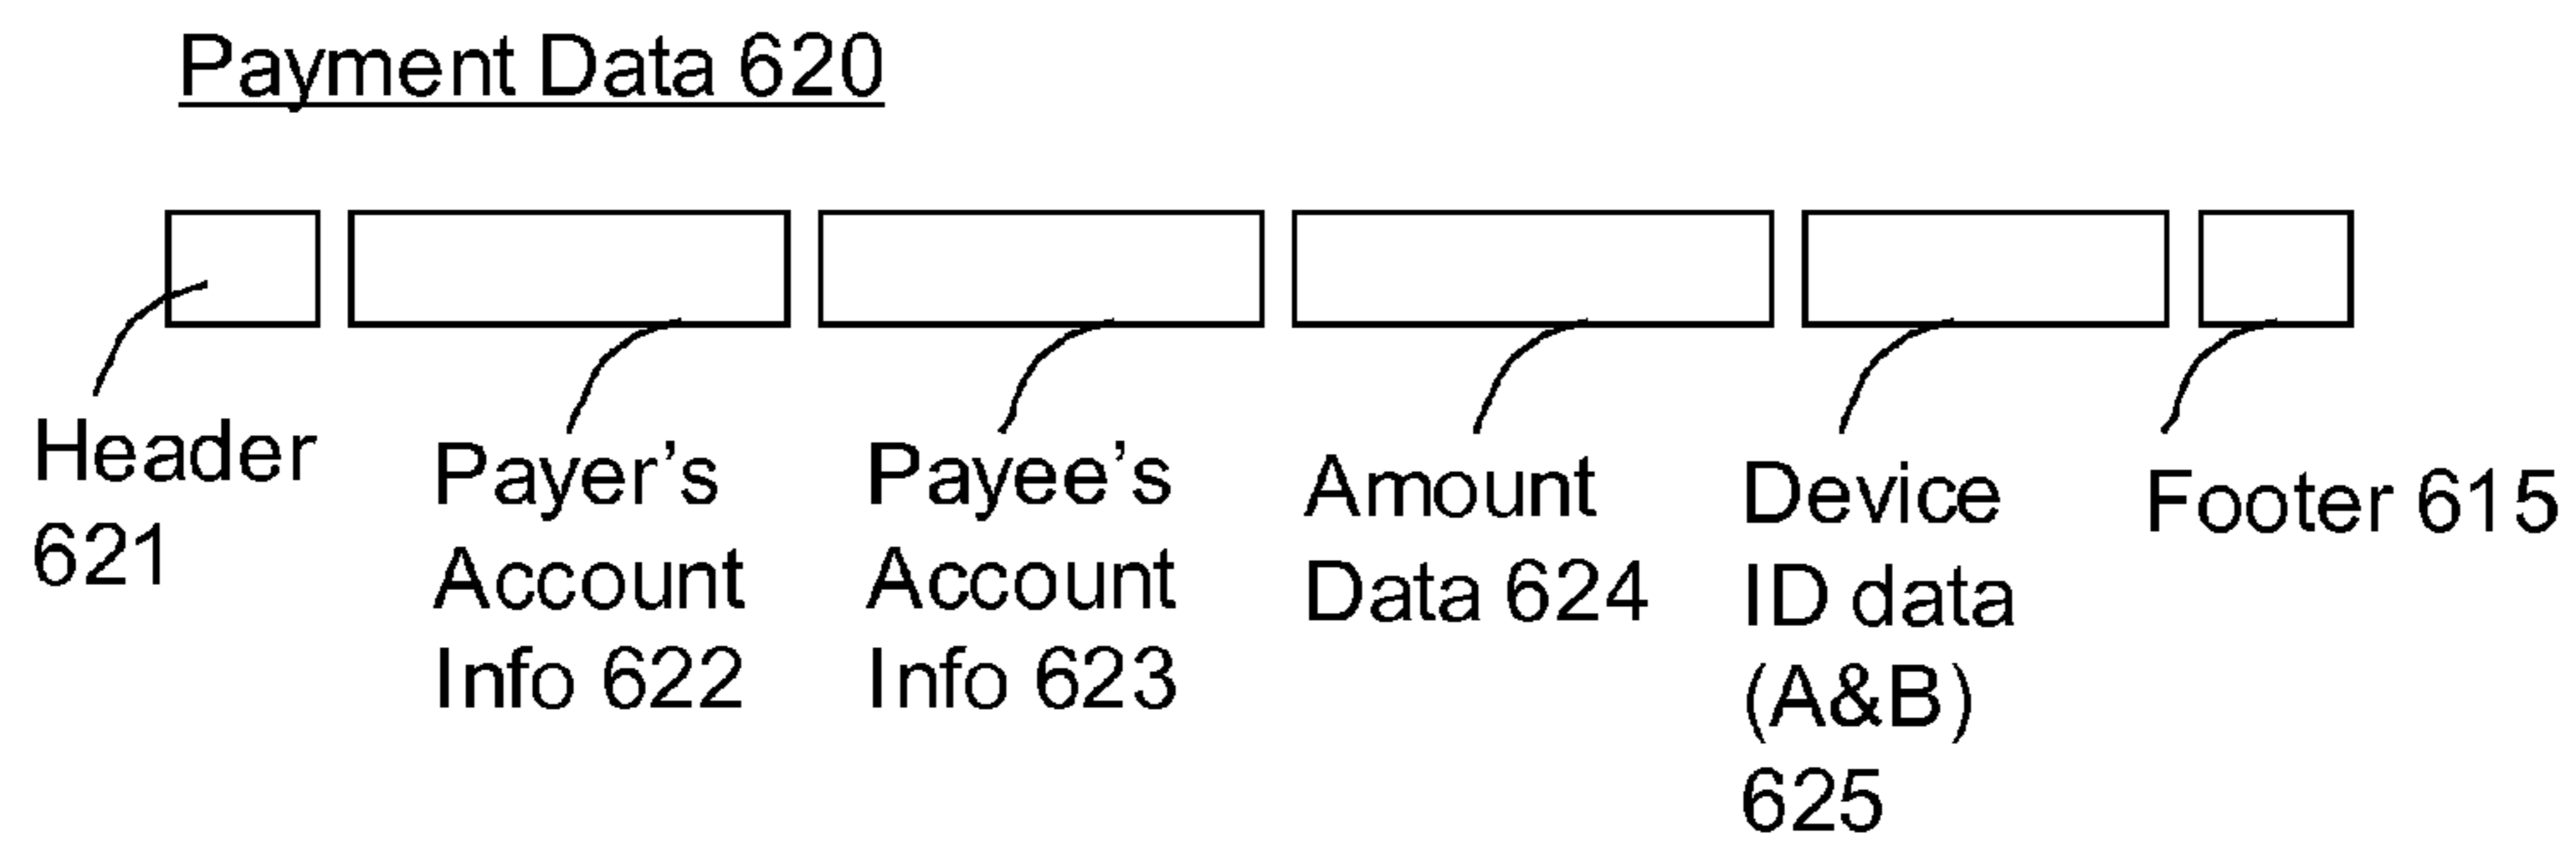 Payment Data 620
Header
621
Payer’s
Account
Info 622
Payee’s
Account
Info 623
Amount
Data 624
Device
ID data
(A&B)
625
Footer 615